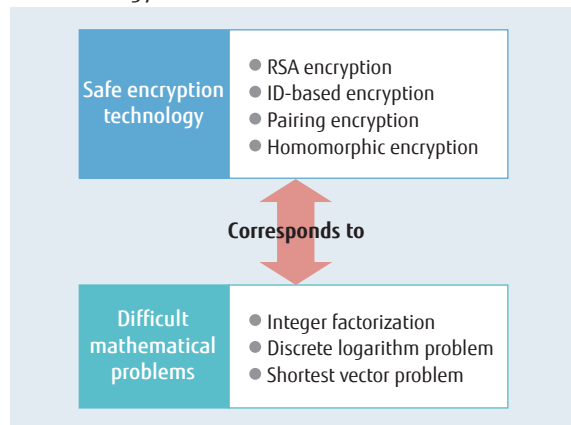 Safe encryption
technology
● RSA encryption
● ID-based encryption
● Pairing encryption
● Homomorphic encryption
Corresponds to
Difficult
mathematical
problems
● Integer factorization
● Discrete logarithm problem
● Shortest vector problem